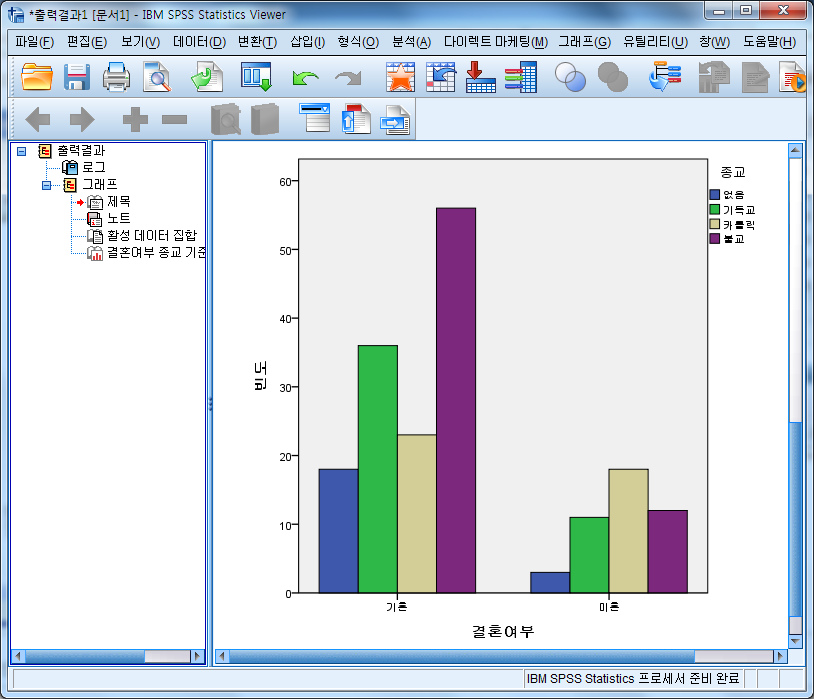 *출력결과1 [문서1] - IBM SPSS Statistics Viewer
파일(F) 편집(E) 보기(V) 데이터(D) 변환(T) 삽입(I) 형식(O) 분석(A) 다이렉트 마케팅(M) 그래프(G) 유틸리티(U) 창(W) 도움말(H)
출력결과
로그
그래프
제목
노트
활성 데이터 집합
결혼여부 종교 기준
종교
없음
기독교
카톨릭
불교
60
50
40
30
20
10
0
빈도
기혼 미혼
결혼여부
IBM SPSS Statistics 프로세서 준비 완료